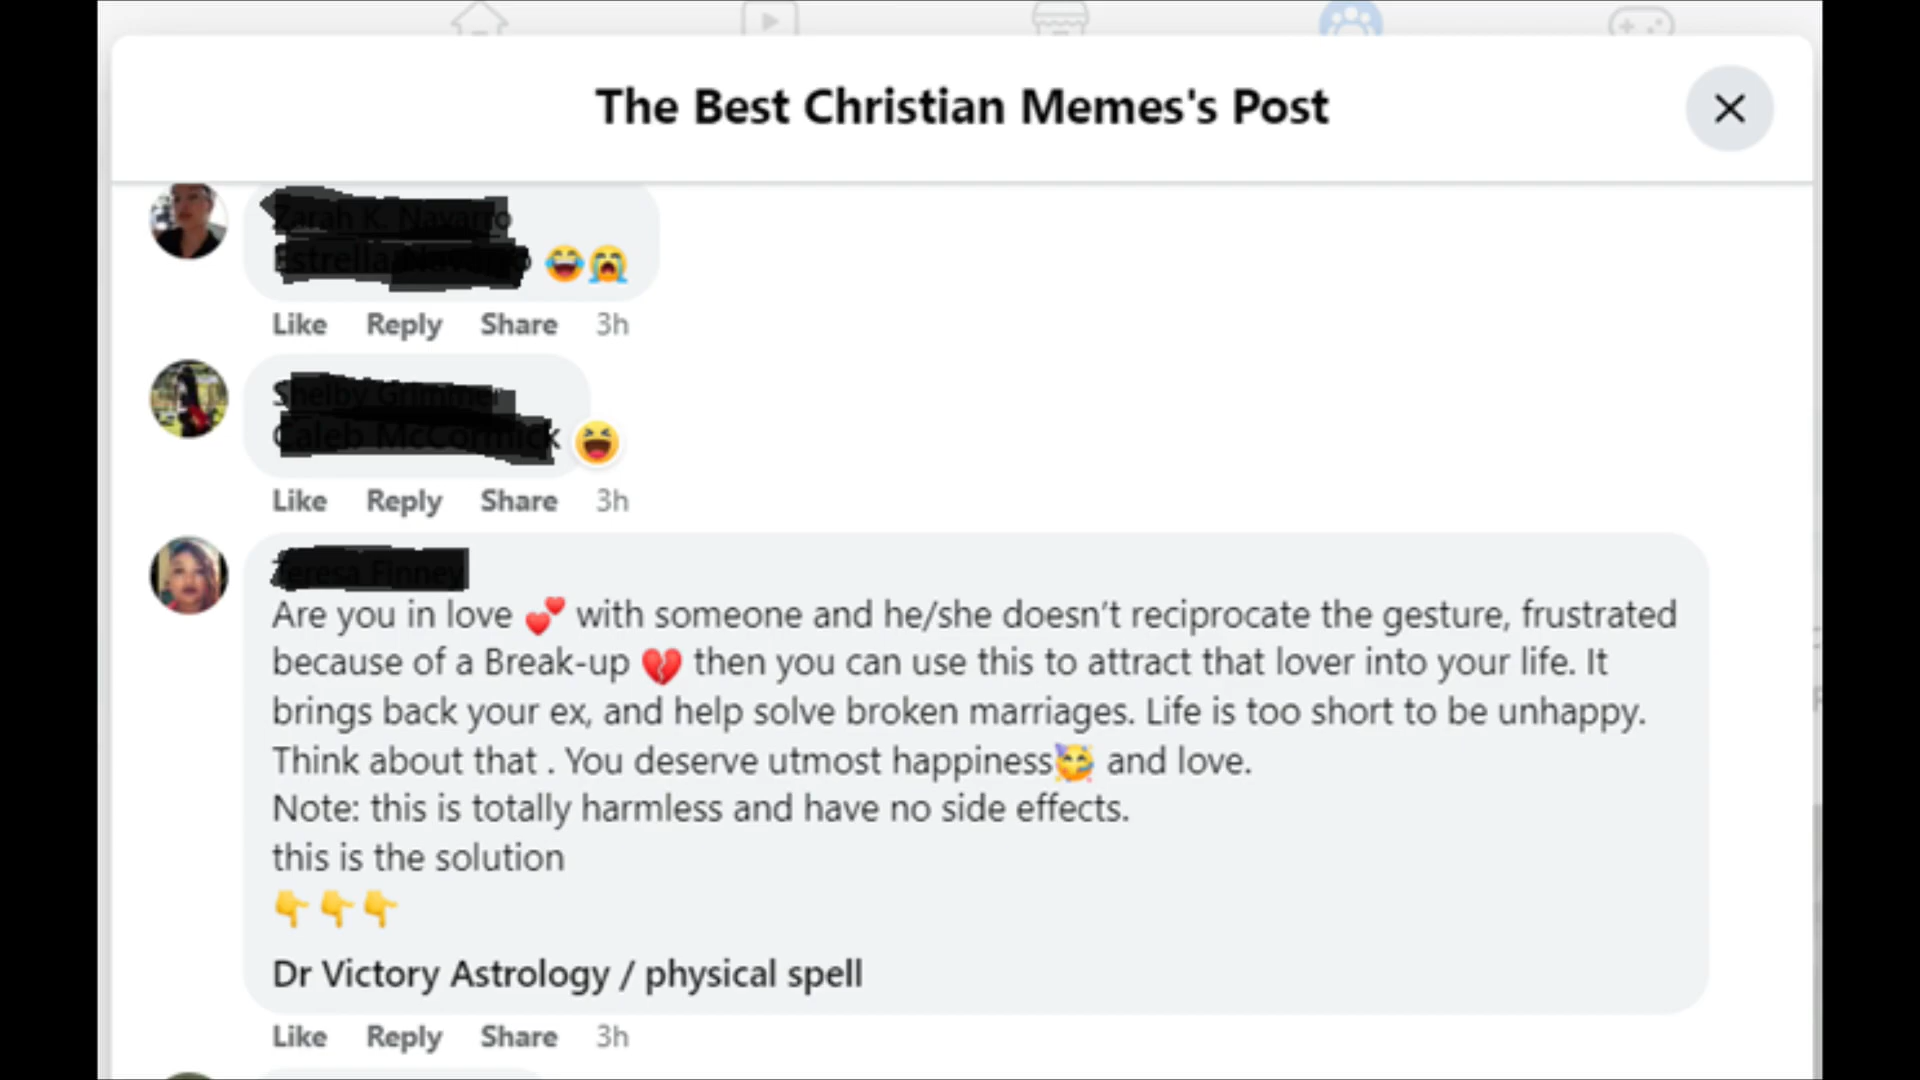 The Best Christian Memes's Post
Like Reply Share 3h
Like Reply Share 3h
Are you in love 💕 with someone and he/she doesn't reciprocate the gesture, frustrated
because of a Break-up 💔 then you can use this to attract that lover into your life. It
brings back your ex, and help solve broken marriages. Life is too short to be unhappy.
Think about that . You deserve utmost happiness🥳 and love.
Note: this is totally harmless and have no side effects.
this is the solution
👇👇👇
Dr Victory Astrology / physical spell
Like Reply Share 3h